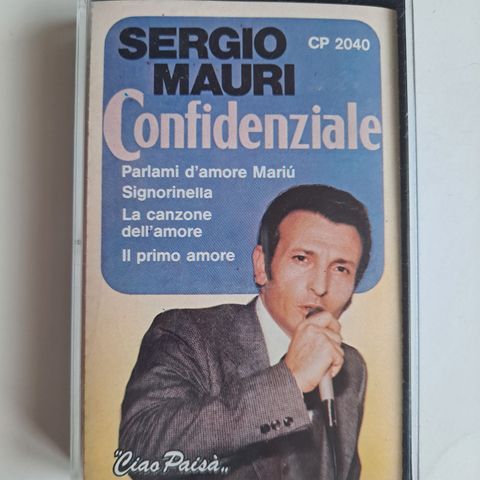 SERGIO
MAURI
CP 2040
Confidenziale
Parlami d'amore Mariú
Signorinella
La canzone
dell'amore
Il primo amore
"Ciao Paisà„